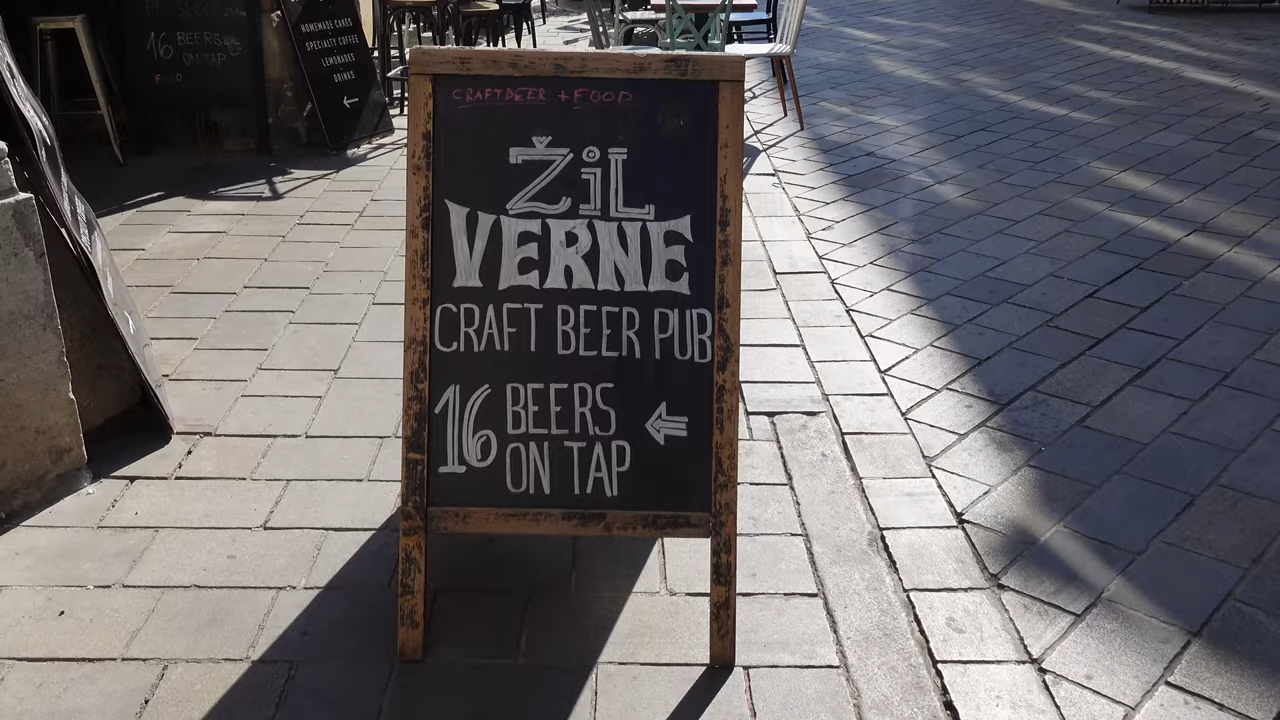 16 BEERS
ON TAP
FOOD
HOMEMADE CAKES
SPECIALTY COFFEE
LEMONADES
DRINKS
CRAFTBEER + FOOD
ŽiL
VERNE
CRAFT BEER PUB
16 BEERS
ON TAP